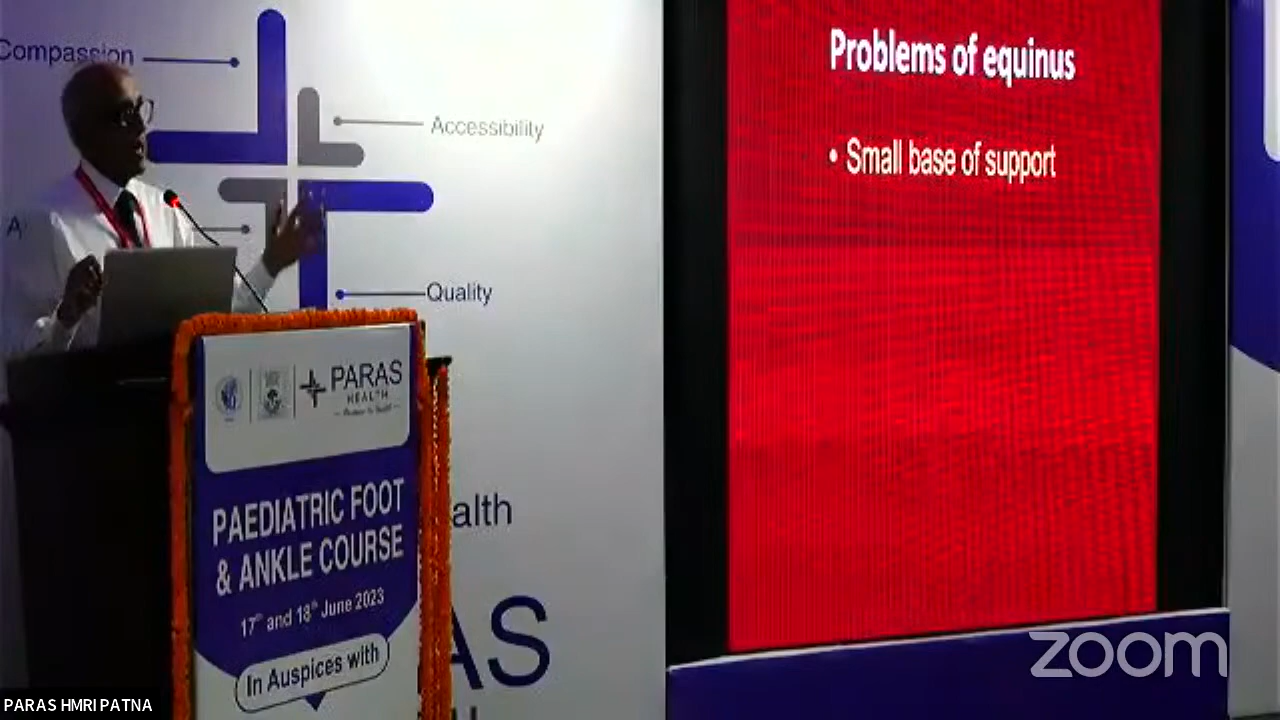 Compassion
Accessibility
A
Quality
alth
AS
PARAS
HEALTH
PAEDIATRIC FOOT
& ANKLE COURSE
17th and 18th June 2023
In Auspices with
Problems of equinus
• Small base of support
zoom
PARAS HMRI PATNA